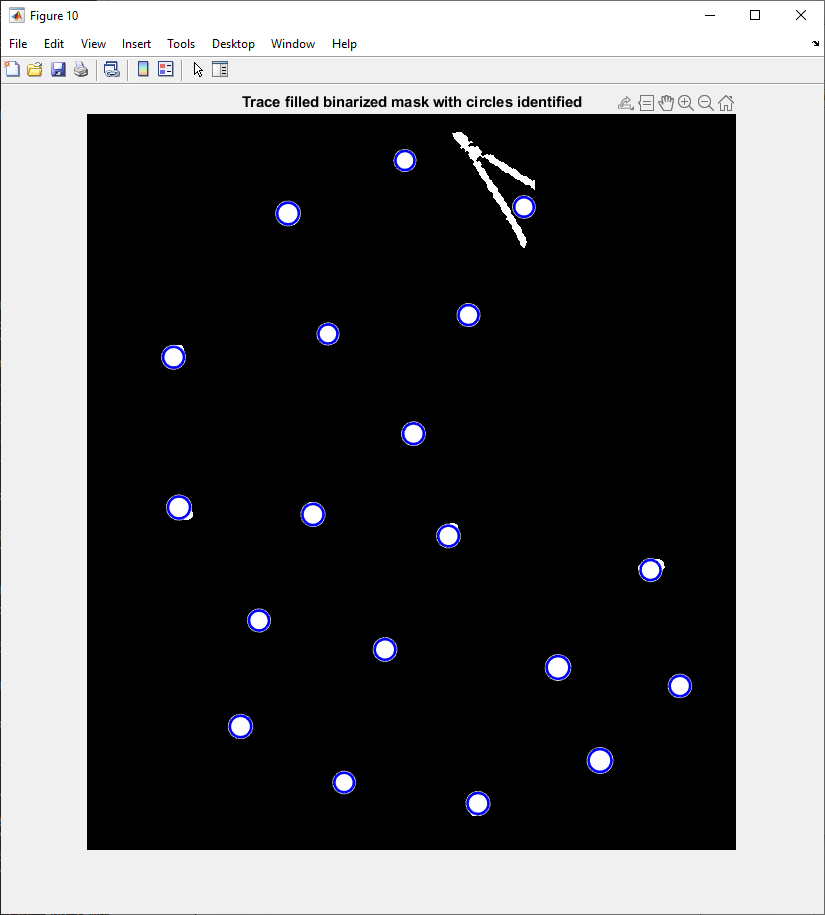 Figure 10
File Edit View Insert Tools Desktop Window Help
Trace filled binarized mask with circles identified